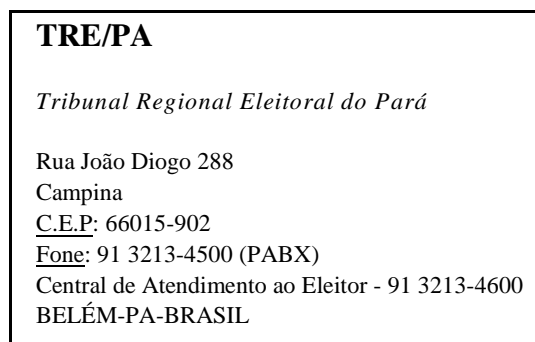 TRE/PA
Tribunal Regional Eleitoral do Pará
Rua João Diogo 288
Campina
C.E.P: 66015-902
Fone: 91 3213-4500 (PABX)
Central de Atendimento ao Eleitor - 91 3213-4600
BELÉM-PA-BRASIL